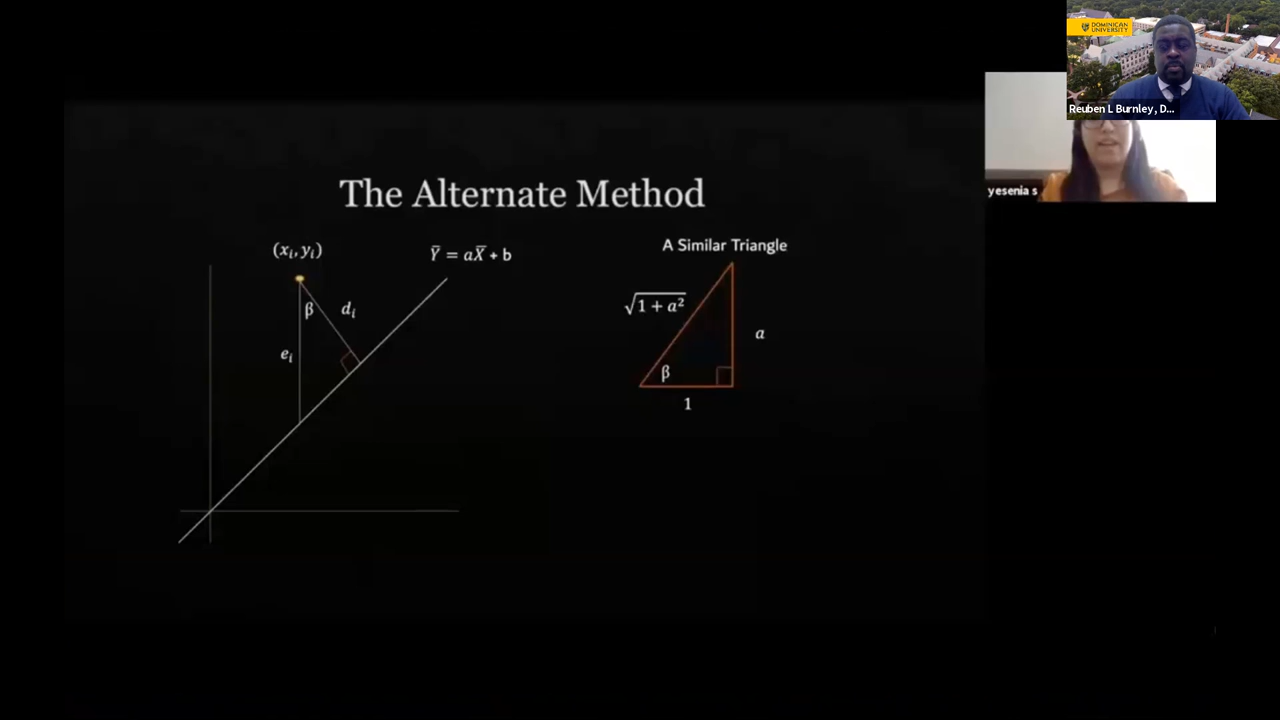 DOMINICAN
UNIVERSITY
Reuben L Burnley, D...
yesenia s
The Alternate Method
(xᵢ, yᵢ)
Ȳ = aX̄ + b
β
dᵢ
eᵢ
A Similar Triangle
√1 + a²
a
β
1